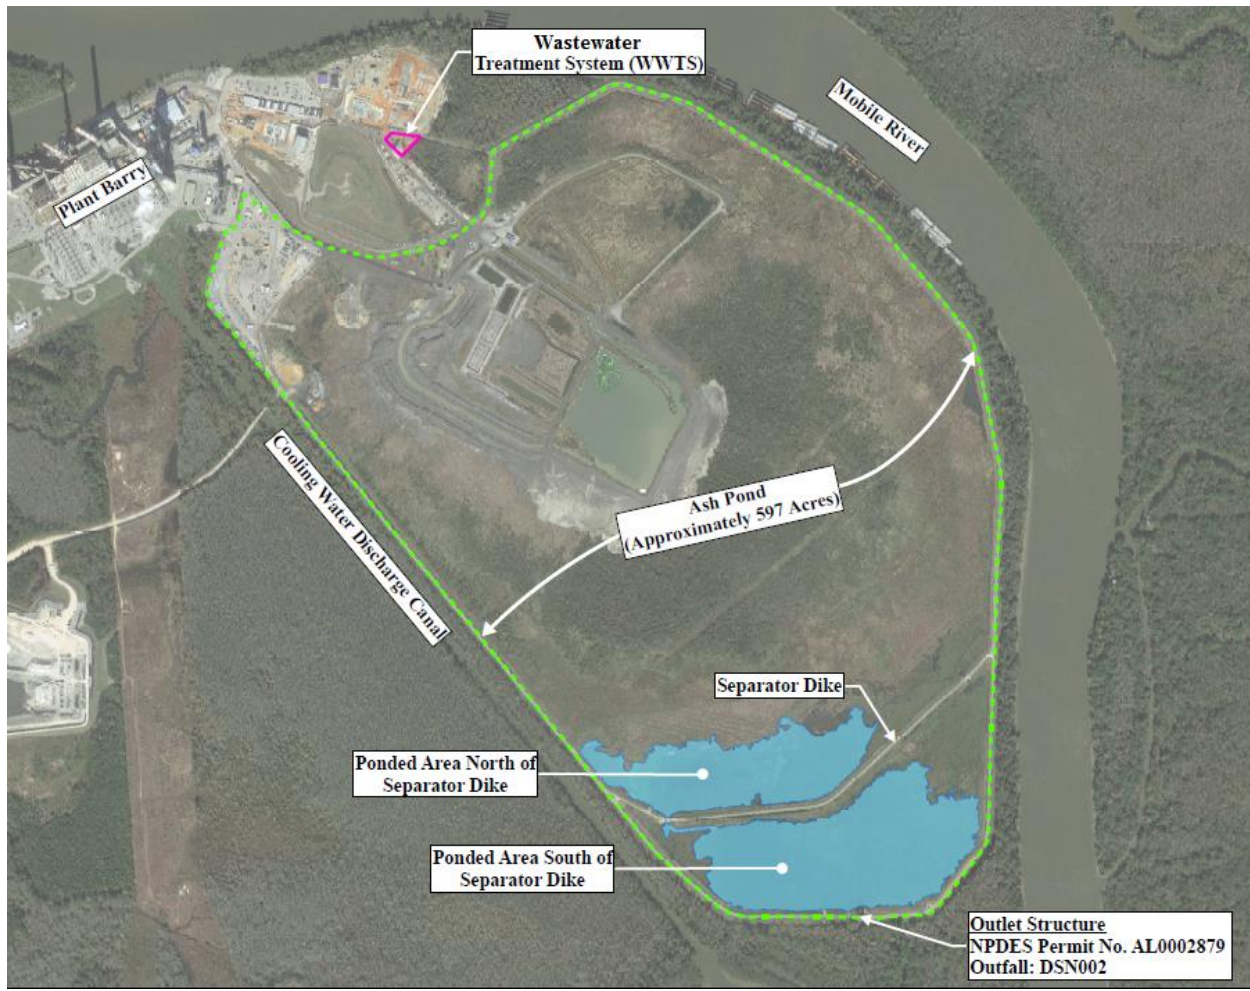 Wastewater
Treatment System (WWTS)
Mobile River
Plant Barry
Cooling Water Discharge Canal
Ash Pond
(Approximately 597 Acres)
Separator Dike
Ponded Area North of
Separator Dike
Ponded Area South of
Separator Dike
Outlet Structure
NPDES Permit No. AL0002879
Outfall: DSN002